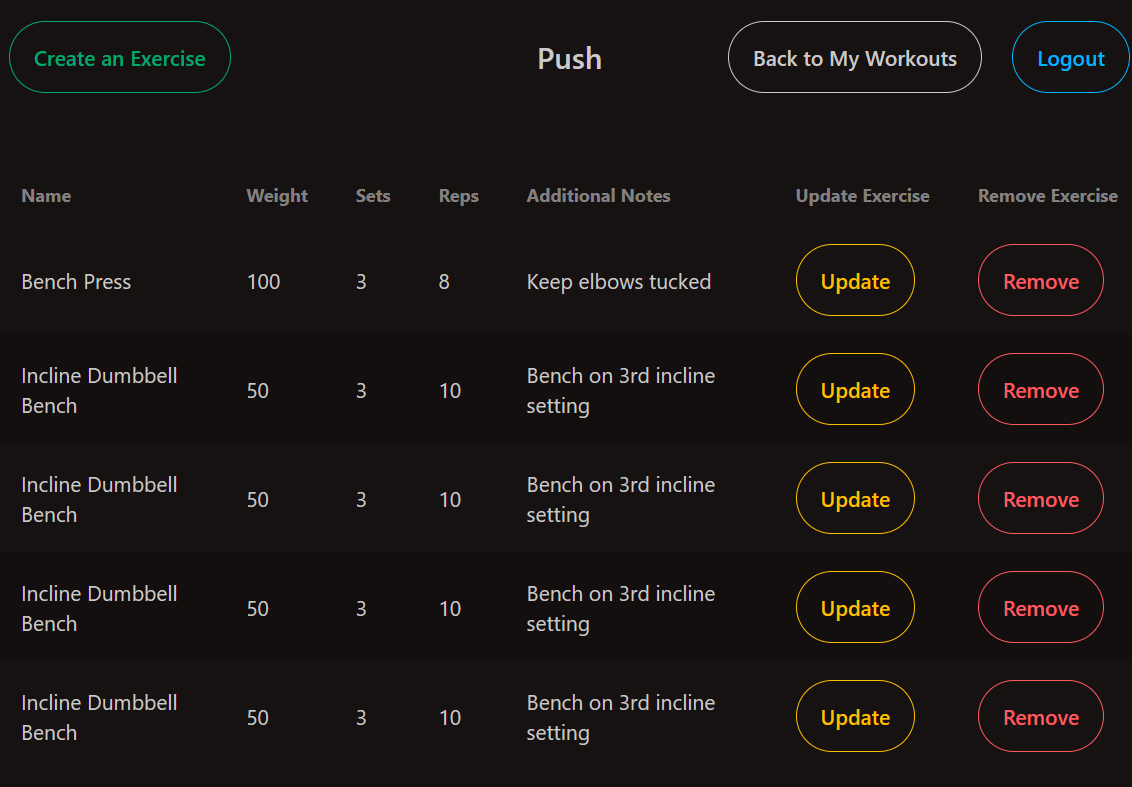 Create an Exercise
Push
Back to My Workouts
Logout
Name Weight Sets Reps Additional Notes Update Exercise Remove Exercise
Bench Press 100 3 8 Keep elbows tucked Update Remove
Incline Dumbbell
Bench 50 3 10 Bench on 3rd incline
setting Update Remove
Incline Dumbbell
Bench 50 3 10 Bench on 3rd incline
setting Update Remove
Incline Dumbbell
Bench 50 3 10 Bench on 3rd incline
setting Update Remove
Incline Dumbbell
Bench 50 3 10 Bench on 3rd incline
setting Update Remove